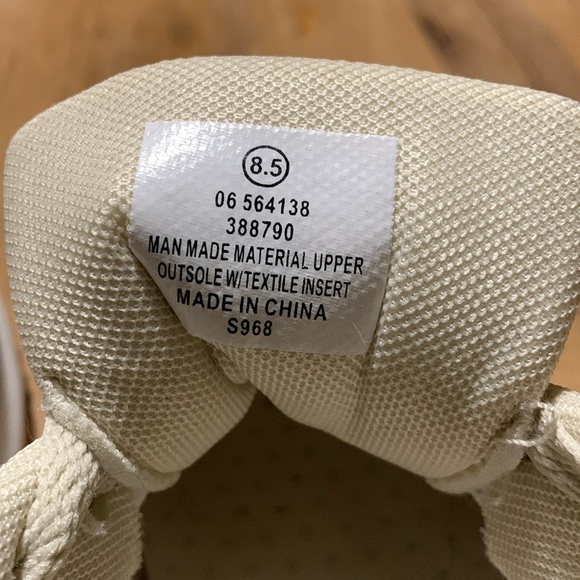 8.5
06 564138
388790
MAN MADE MATERIAL UPPER
OUTSOLE W/TEXTILE INSERT
MADE IN CHINA
S968